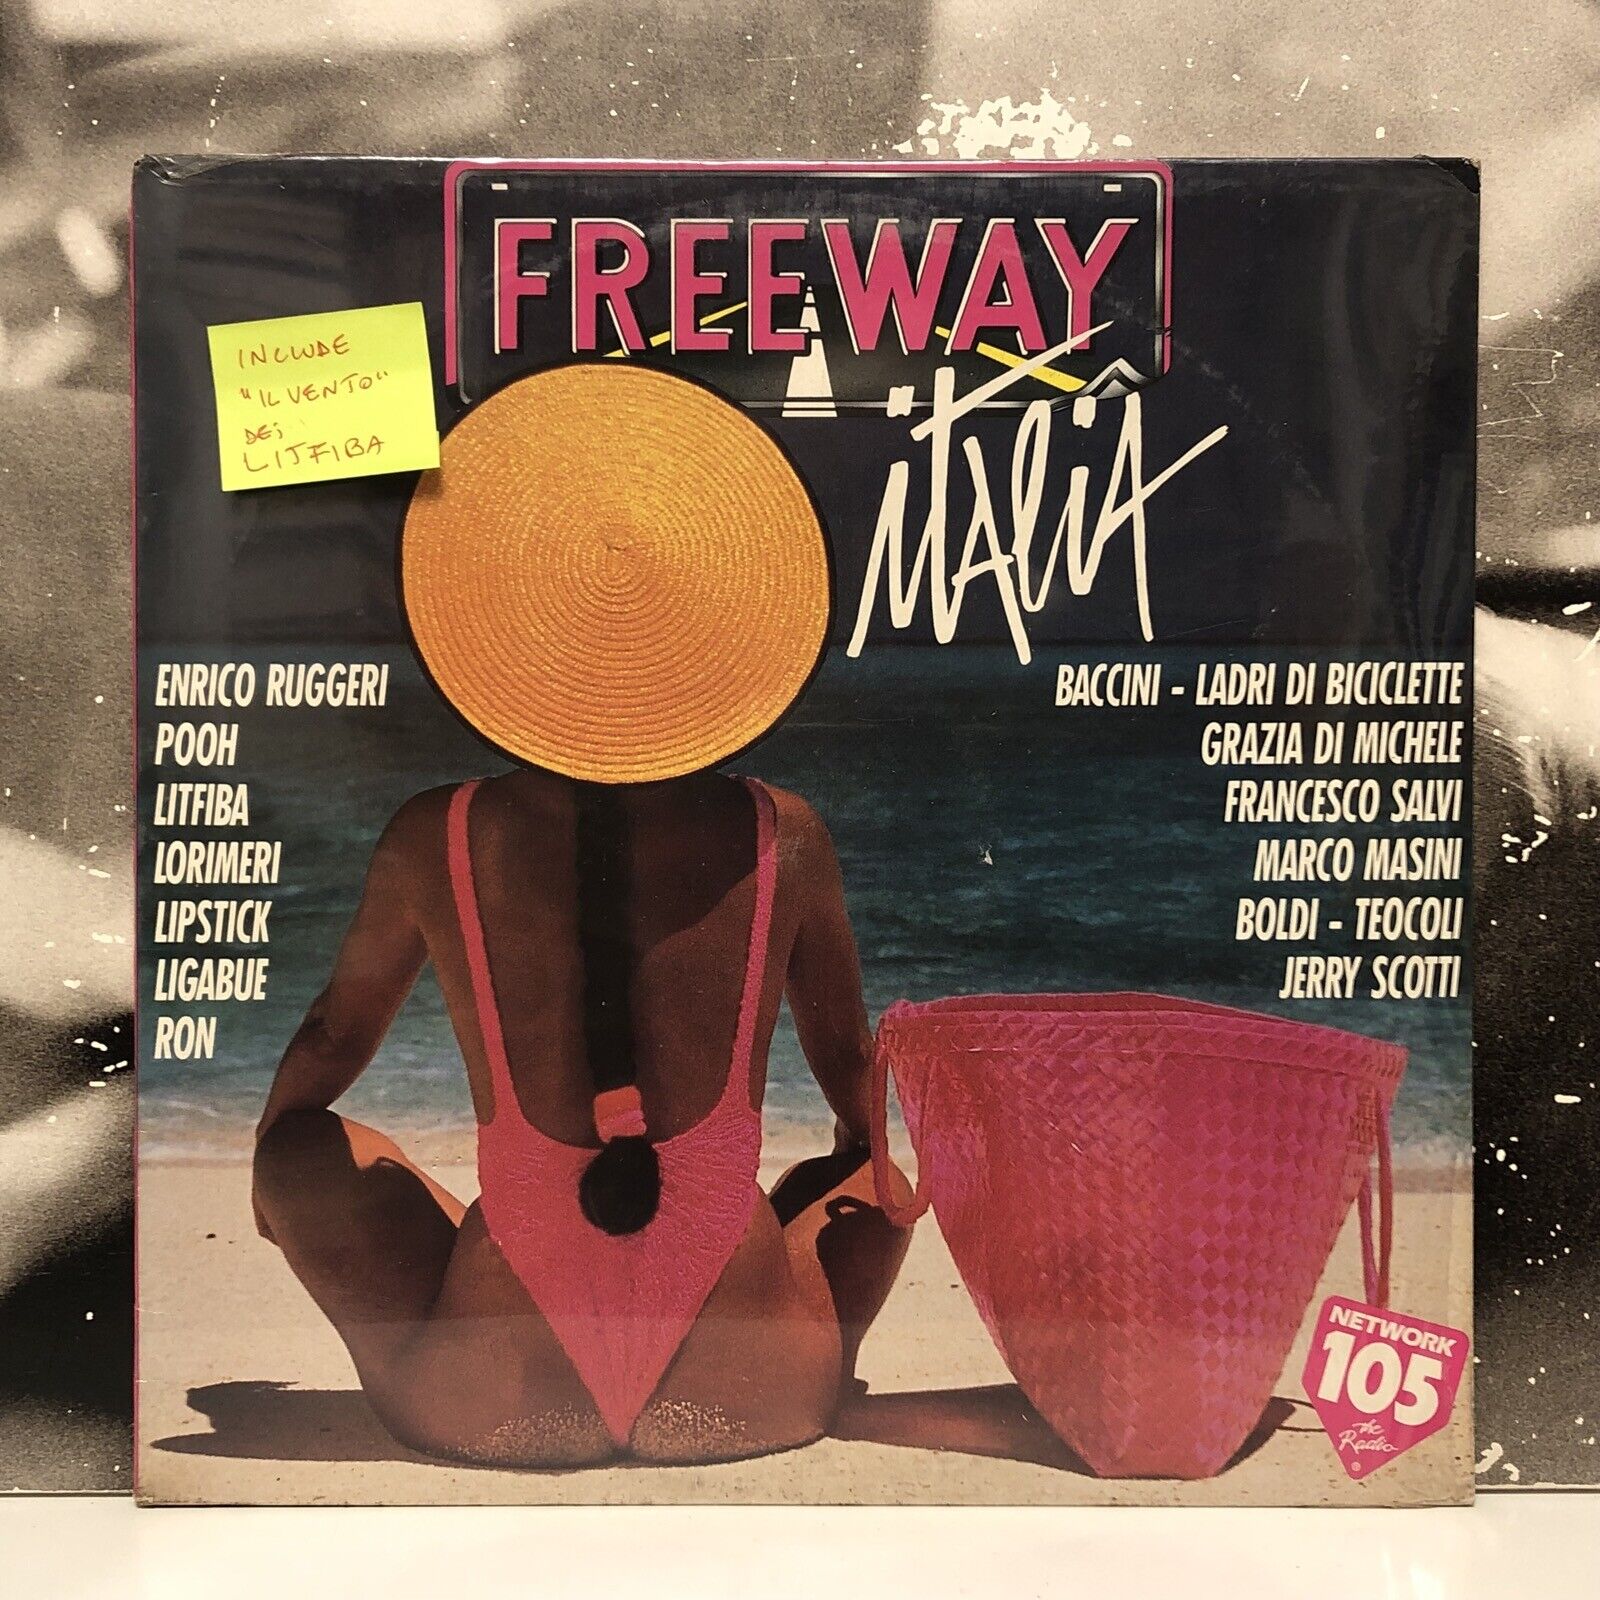 FREEWAY
italia
INCLUDE
"IL VENTO"
DEi
LITFIBA
ENRICO RUGGERI
POOH
LITFIBA
LORIMERI
LIPSTICK
LIGABUE
RON
BACCINI - LADRI DI BICICLETTE
GRAZIA DI MICHELE
FRANCESCO SALVI
MARCO MASINI
BOLDI - TEOCOLI
JERRY SCOTTI
NETWORK
105
the
Radio
®